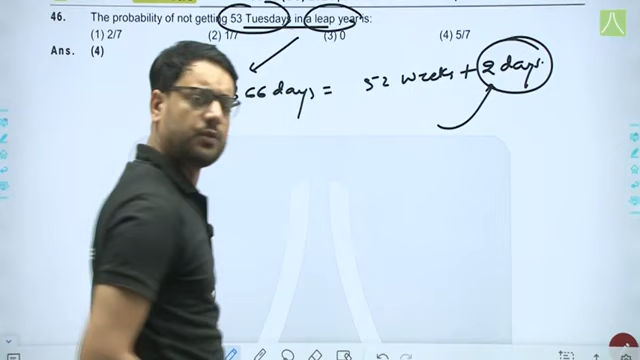 46. The probability of not getting 53 Tuesdays in a leap year is:
(1) 2/7 (2) 1/7 (3) 0 (4) 5/7
Ans. (4)
66 days = 52 weeks + 2 days.